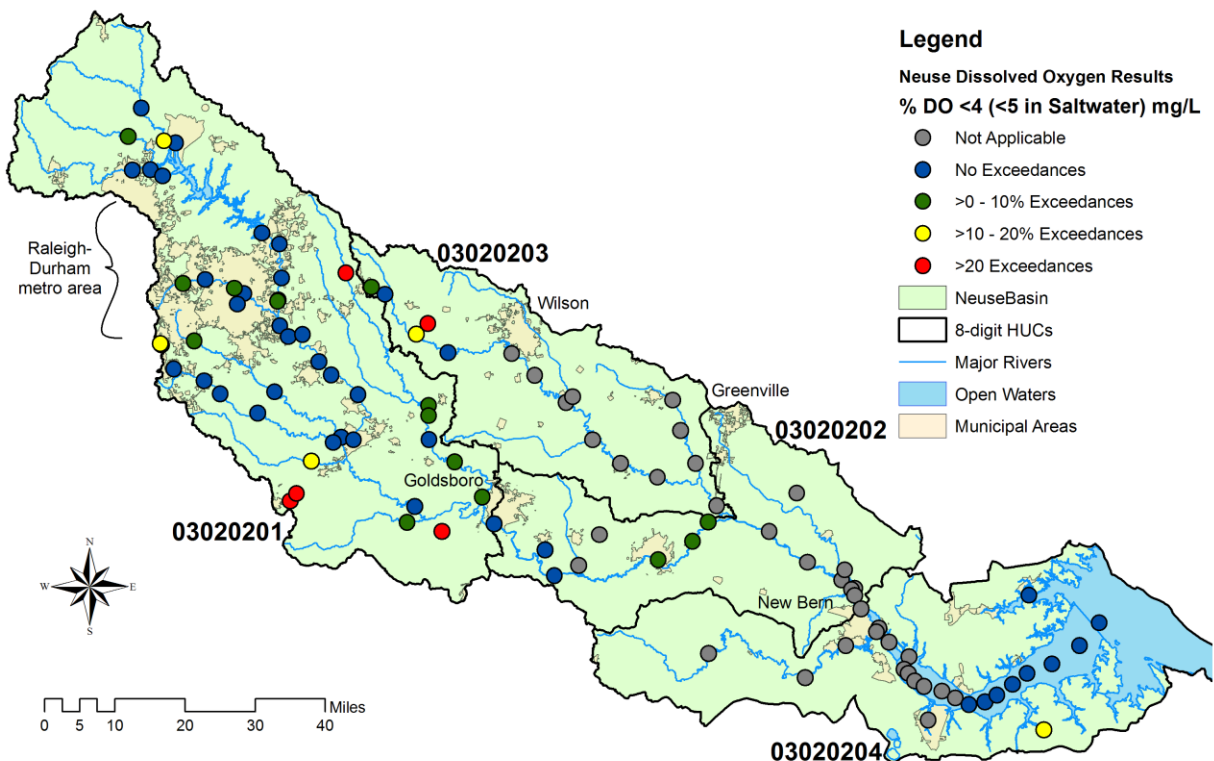 Legend
Neuse Dissolved Oxygen Results
% DO <4 (<5 in Saltwater) mg/L
Not Applicable
No Exceedances
>0 - 10% Exceedances
>10 - 20% Exceedances
>20 Exceedances
NeuseBasin
8-digit HUCs
Major Rivers
Open Waters
Municipal Areas
Raleigh-
Durham
metro area
03020203
Wilson
Greenville
03020202
Goldsboro
03020201
New Bern
03020204
N
W E
S
0 5 10 20 30 40 Miles